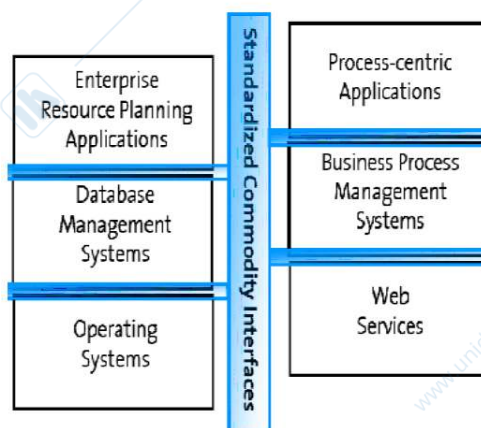 Enterprise
Resource Planning
Applications
Database
Management
Systems
Operating
Systems
Standardized Commodity Interfaces
Process-centric
Applications
Business Process
Management
Systems
Web
Services